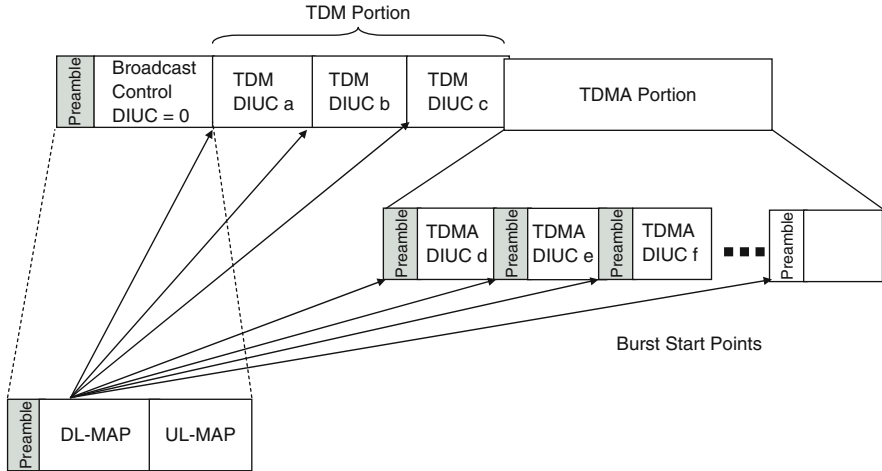 TDM Portion
Preamble
Broadcast
Control
DIUC = 0
TDM
DIUC a
TDM
DIUC b
TDM
DIUC c
TDMA Portion
Preamble
TDMA
DIUC d
Preamble
TDMA
DIUC e
Preamble
TDMA
DIUC f
Preamble
Burst Start Points
Preamble
DL-MAP
UL-MAP